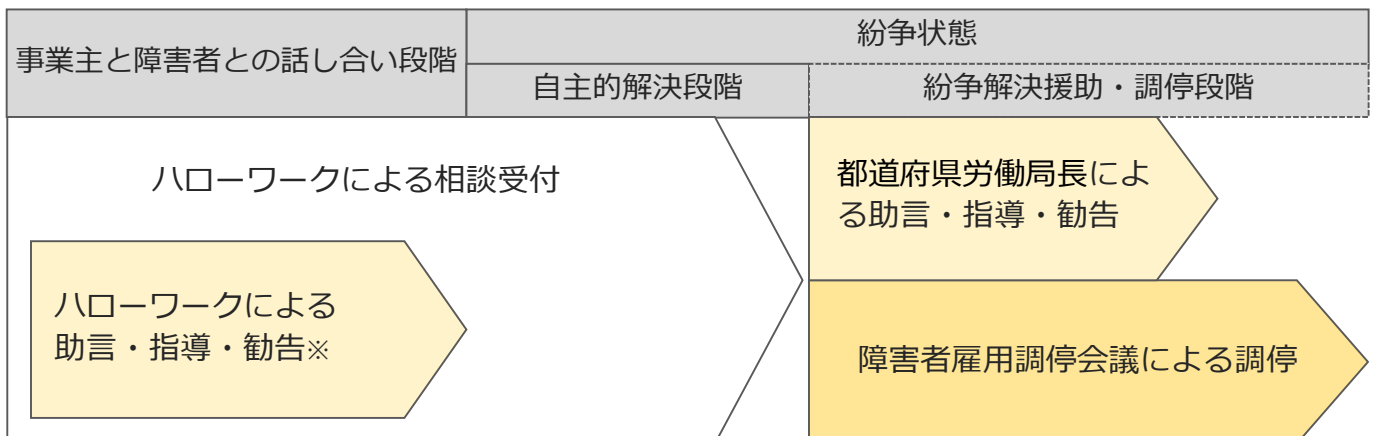 事業主と障害者との話し合い段階
紛争状態
自主的解決段階
紛争解決援助・調停段階
ハローワークによる相談受付
ハローワークによる
助言・指導・勧告※
都道府県労働局長によ
る助言・指導・勧告
障害者雇用調停会議による調停